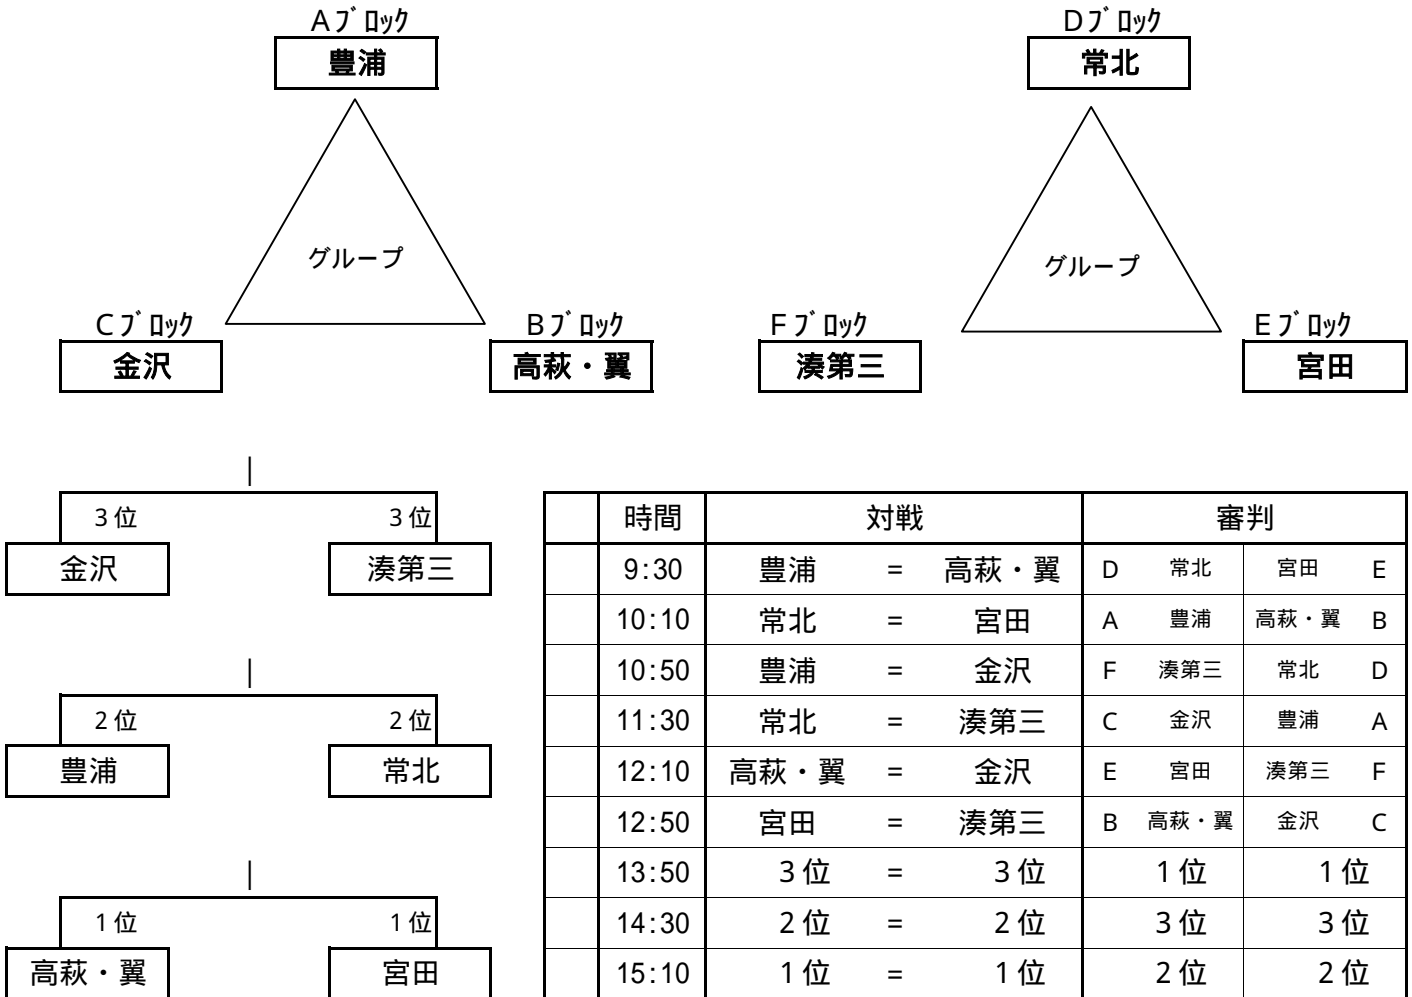 Aブロック Dブロック
豊浦 常北
グループ グループ
Cブロック Bブロック Fブロック Eブロック
金沢 高萩・翼 湊第三 宮田
3位 3位
金沢 湊第三
2位 2位
豊浦 常北
1位 1位
高萩・翼 宮田
時間 対戦 審判
9:30 豊浦 = 高萩・翼 D 常北 宮田 E
10:10 常北 = 宮田 A 豊浦 高萩・翼 B
10:50 豊浦 = 金沢 F 湊第三 常北 D
11:30 常北 = 湊第三 C 金沢 豊浦 A
12:10 高萩・翼 = 金沢 E 宮田 湊第三 F
12:50 宮田 = 湊第三 B 高萩・翼 金沢 C
13:50 3位 = 3位 1位 1位
14:30 2位 = 2位 3位 3位
15:10 1位 = 1位 2位 2位